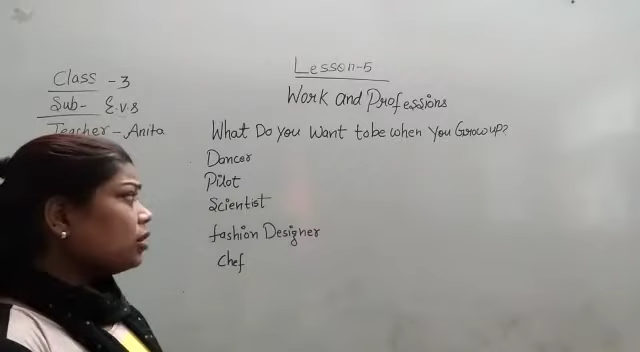 Class - 3
Sub- E.V.S
Teacher - Anita
Lesson-5
Work and Professions
What Do you Want to be when You Grow up?
Dancer
Pilot
Scientist
fashion Designer
Chef